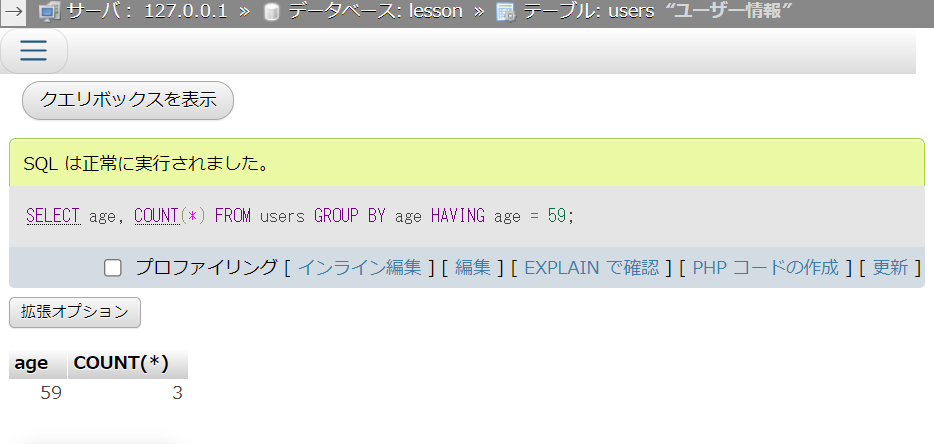 → サーバ : 127.0.0.1 » データベース: lesson » テーブル: users “ユーザー情報”
クエリボックスを表示
SQL は正常に実行されました。
SELECT age, COUNT(*) FROM users GROUP BY age HAVING age = 59;
プロファイリング [ インライン編集 ] [ 編集 ] [ EXPLAIN で確認 ] [ PHP コードの作成 ] [ 更新 ]
拡張オプション
age COUNT(*)
59 3